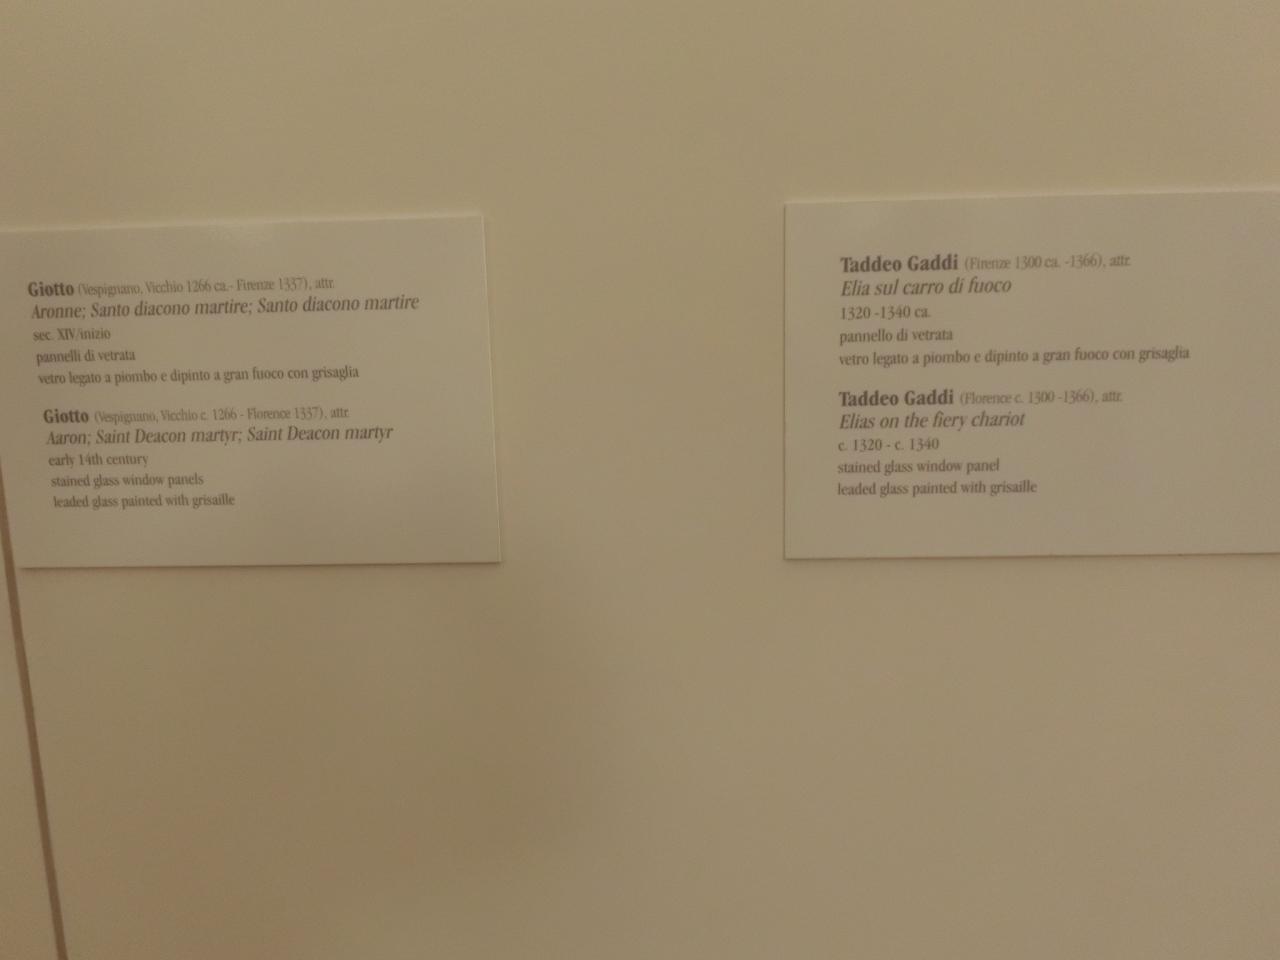 Giotto (Vespignano, Vicchio 1266 ca.- Firenze 1337), attr.
Aronne; Santo diacono martire; Santo diacono martire
sec. XIV/inizio
pannelli di vetrata
vetro legato a piombo e dipinto a gran fuoco con grisaglia
Giotto (Vespignano, Vicchio c. 1266 - Florence 1337), attr.
Aaron; Saint Deacon martyr; Saint Deacon martyr
early 14th century
stained glass window panels
leaded glass painted with grisaille
Taddeo Gaddi (Firenze 1300 ca. -1366), attr.
Elia sul carro di fuoco
1320 -1340 ca.
pannello di vetrata
vetro legato a piombo e dipinto a gran fuoco con grisaglia
Taddeo Gaddi (Florence c. 1300 -1366), attr.
Elias on the fiery chariot
c. 1320 - c. 1340
stained glass window panel
leaded glass painted with grisaille